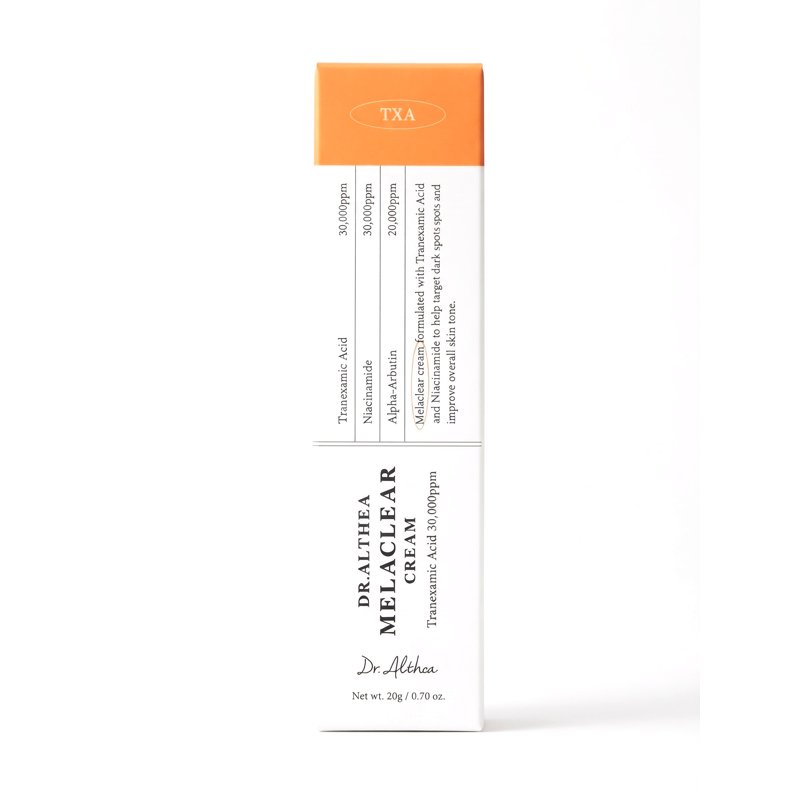 TXA
Tranexamic Acid 30,000ppm
Niacinamide 30,000ppm
Alpha-Arbutin 20,000ppm
Melaclear cream formulated with Tranexamic Acid
and Niacinamide to help target dark spots spots and
improve overall skin tone.
DR.ALTHEA
MELACLEAR
CREAM
Tranexamic Acid 30,000ppm
Dr. Althea
Net wt. 20g / 0.70 oz.